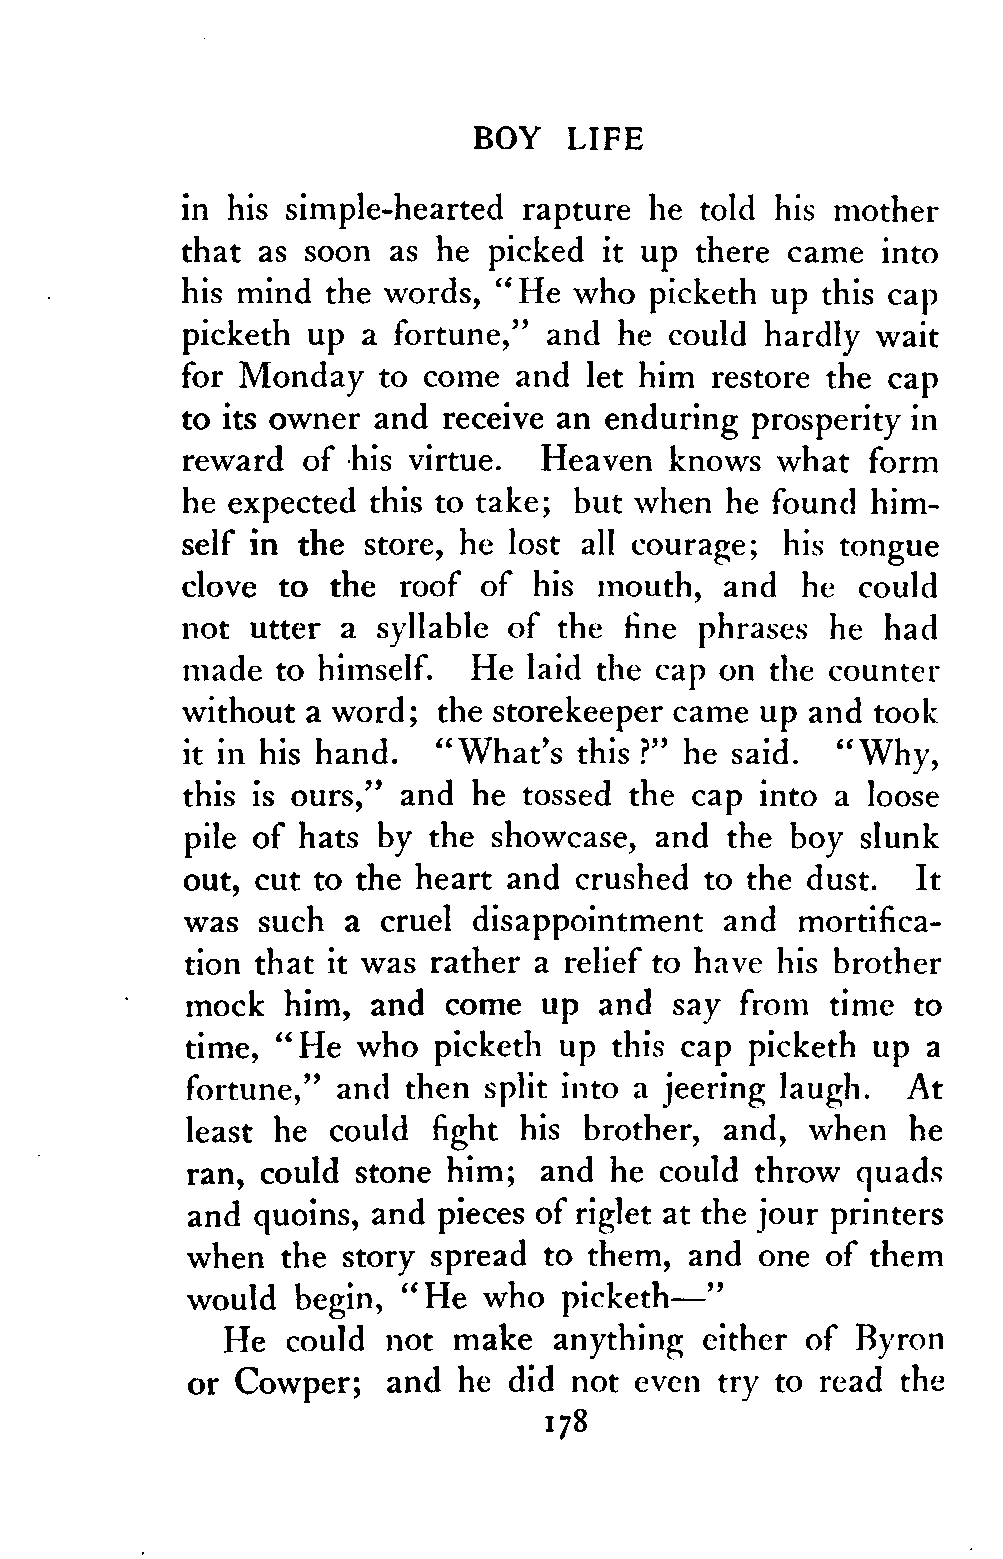 BOY LIFE
in his simple-hearted rapture he told his mother
that as soon as he picked it up there came into
his mind the words, "He who picketh up this cap
picketh up a fortune," and he could hardly wait
for Monday to come and let him restore the cap
to its owner and receive an enduring prosperity in
reward of his virtue. Heaven knows what form
he expected this to take; but when he found him-
self in the store, he lost all courage; his tongue
clove to the roof of his mouth, and he could
not utter a syllable of the fine phrases he had
made to himself. He laid the cap on the counter
without a word; the storekeeper came up and took
it in his hand. "What's this?" he said. "Why,
this is ours," and he tossed the cap into a loose
pile of hats by the showcase, and the boy slunk
out, cut to the heart and crushed to the dust. It
was such a cruel disappointment and mortifica-
tion that it was rather a relief to have his brother
mock him, and come up and say from time to
time, "He who picketh up this cap picketh up a
fortune," and then split into a jeering laugh. At
least he could fight his brother, and, when he
ran, could stone him; and he could throw quads
and quoins, and pieces of riglet at the jour printers
when the story spread to them, and one of them
would begin, "He who picketh—"
He could not make anything either of Byron
or Cowper; and he did not even try to read the
178